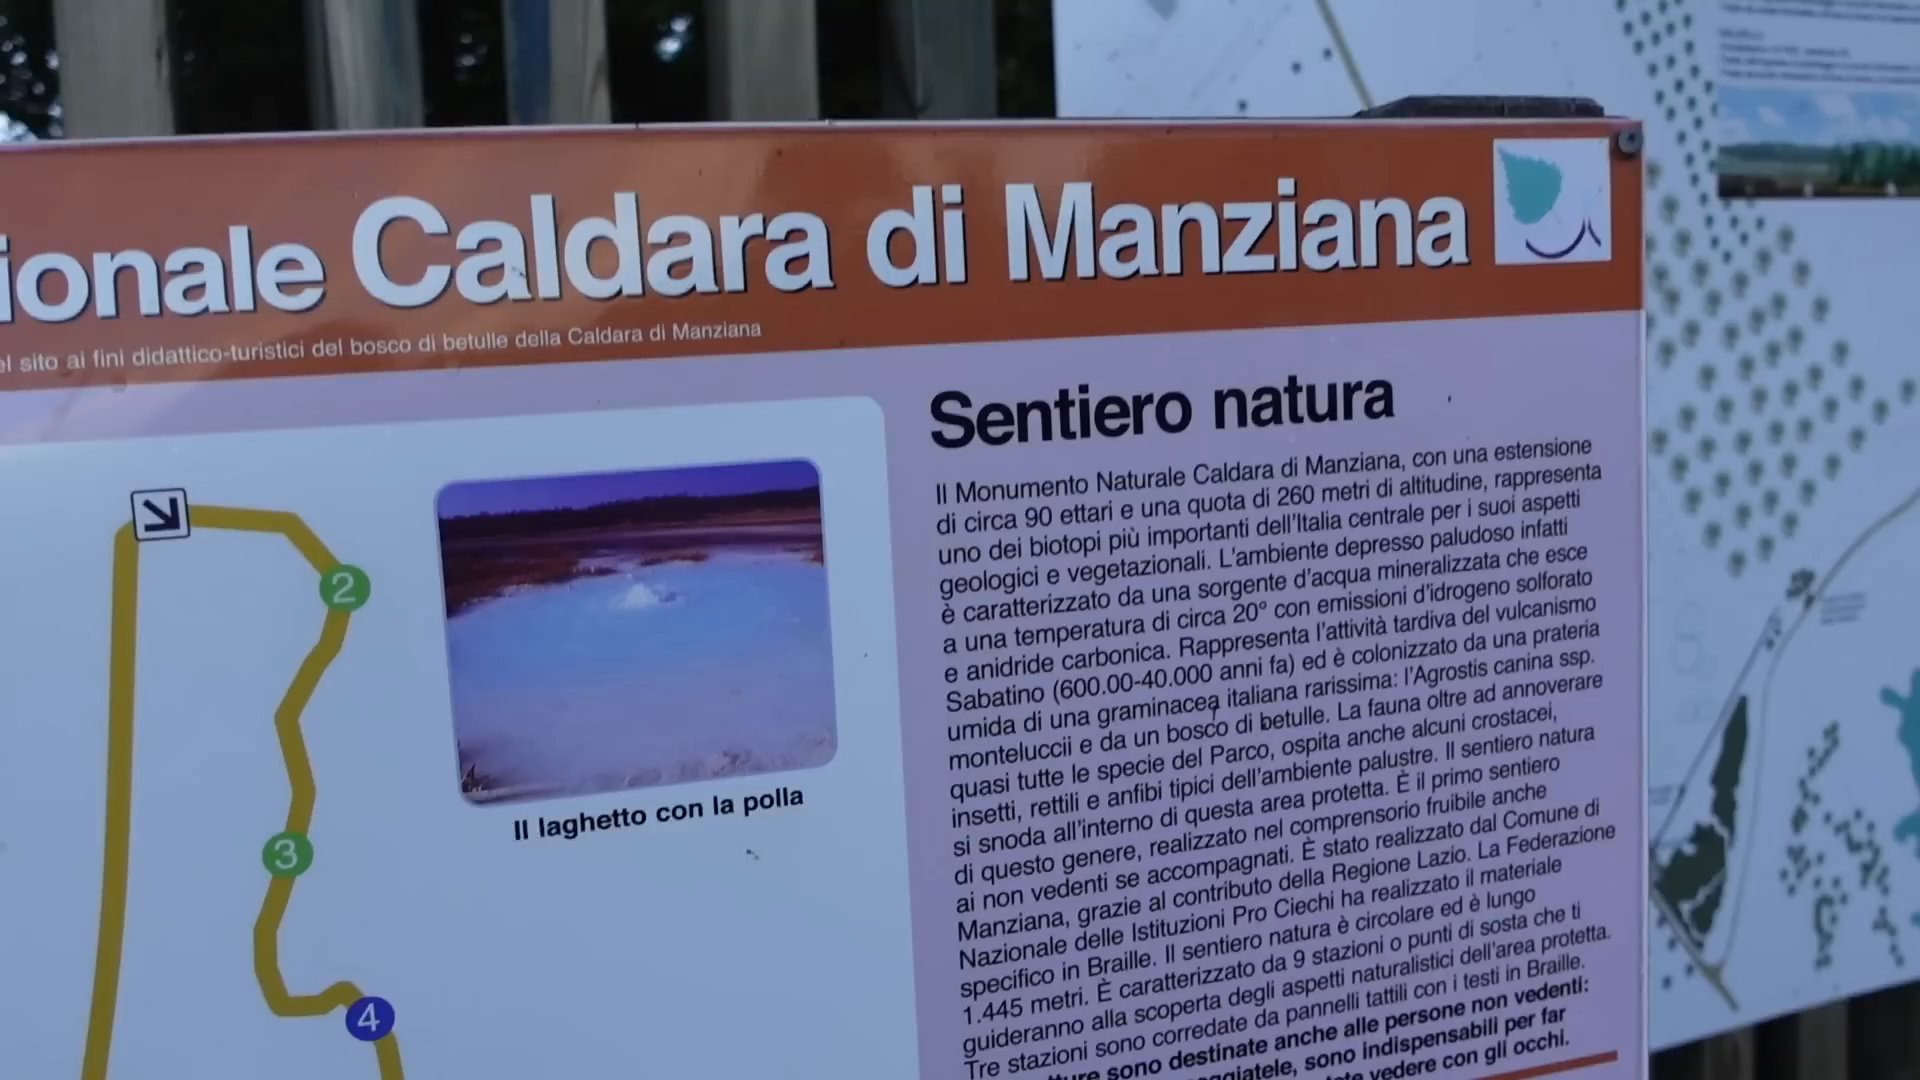 ionale Caldara di Manziana
el sito ai fini didattico-turistici del bosco di betulle della Caldara di Manziana
Sentiero natura
Il Monumento Naturale Caldara di Manziana, con una estensione
di circa 90 ettari e una quota di 260 metri di altitudine, rappresenta
uno dei biotopi più importanti dell'Italia centrale per i suoi aspetti
geologici e vegetazionali. L'ambiente depresso paludoso infatti
è caratterizzato da una sorgente d'acqua mineralizzata che esce
a una temperatura di circa 20° con emissioni d'idrogeno solforato
e anidride carbonica. Rappresenta l'attività tardiva del vulcanismo
Sabatino (600.00-40.000 anni fa) ed è colonizzato da una prateria
umida di una graminacea italiana rarissima: l'Agrostis canina ssp.
monteluccii e da un bosco di betulle. La fauna oltre ad annoverare
quasi tutte le specie del Parco, ospita anche alcuni crostacei,
insetti, rettili e anfibi tipici dell'ambiente palustre. Il sentiero natura
si snoda all'interno di questa area protetta. È il primo sentiero
di questo genere, realizzato nel comprensorio fruibile anche
ai non vedenti se accompagnati. È stato realizzato dal Comune di
Manziana, grazie al contributo della Regione Lazio. La Federazione
Nazionale delle Istituzioni Pro Ciechi ha realizzato il materiale
specifico in Braille. Il sentiero natura è circolare ed è lungo
1.445 metri. È caratterizzato da 9 stazioni o punti di sosta che ti
guideranno alla scoperta degli aspetti naturalistici dell'area protetta.
Tre stazioni sono corredate da pannelli tattili con i testi in Braille.
ture sono destinate anche alle persone non vedenti:
ggiatele, sono indispensabili per far
vedere con gli occhi.
2
3
4
Il laghetto con la polla